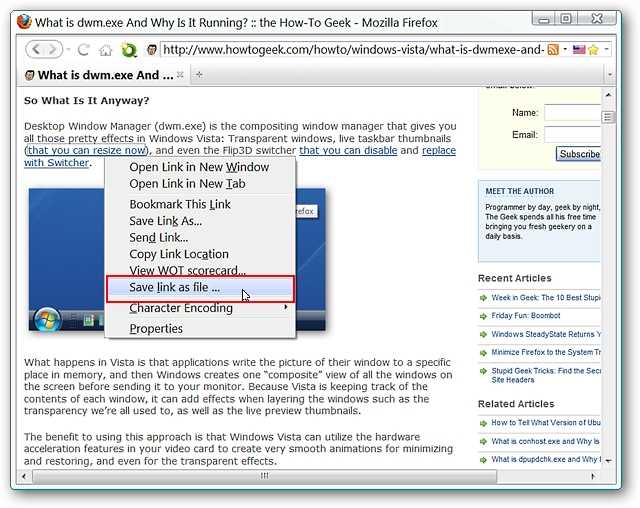 What is dwm.exe And Why Is It Running? :: the How-To Geek - Mozilla Firefox
http://www.howtogeek.com/howto/windows-vista/what-is-dwmexe-and-
What is dwm.exe And ...
So What Is It Anyway?
Desktop Window Manager (dwm.exe) is the compositing window manager that gives you
all those pretty effects in Windows Vista: Transparent windows, live taskbar thumbnails
(that you can resize now), and even the Flip3D switcher that you can disable and replace
with Switcher.
Open Link in New Window
Open Link in New Tab
Bookmark This Link
Save Link As...
Send Link...
Copy Link Location
View WOT scorecard...
Save link as file ...
Character Encoding
Properties
What happens in Vista is that applications write the picture of their window to a specific
place in memory, and then Windows creates one "composite" view of all the windows on
the screen before sending it to your monitor. Because Vista is keeping track of the
contents of each window, it can add effects when layering the windows such as the
transparency we're all used to, as well as the live preview thumbnails.
The benefit to using this approach is that Windows Vista can utilize the hardware
acceleration features in your video card to create very smooth animations for minimizing
and restoring, and even for the transparent effects.
email below.
Name:
Email:
Subscribe
MEET THE AUTHOR
Programmer by day, geek by night,
The Geek spends all his free time
bringing you fresh geekery on a
daily basis.
Recent Articles
Week in Geek: The 10 Best Stupi
Friday Fun: Boombot
Windows SteadyState Returns Y
Minimize Firefox to the System Tr
Stupid Geek Tricks: Find the Sec
Site Headers
Related Articles
How to Tell What Version of Ubu
What is conhost.exe and Why Is
What is dpupdchk.exe and Why